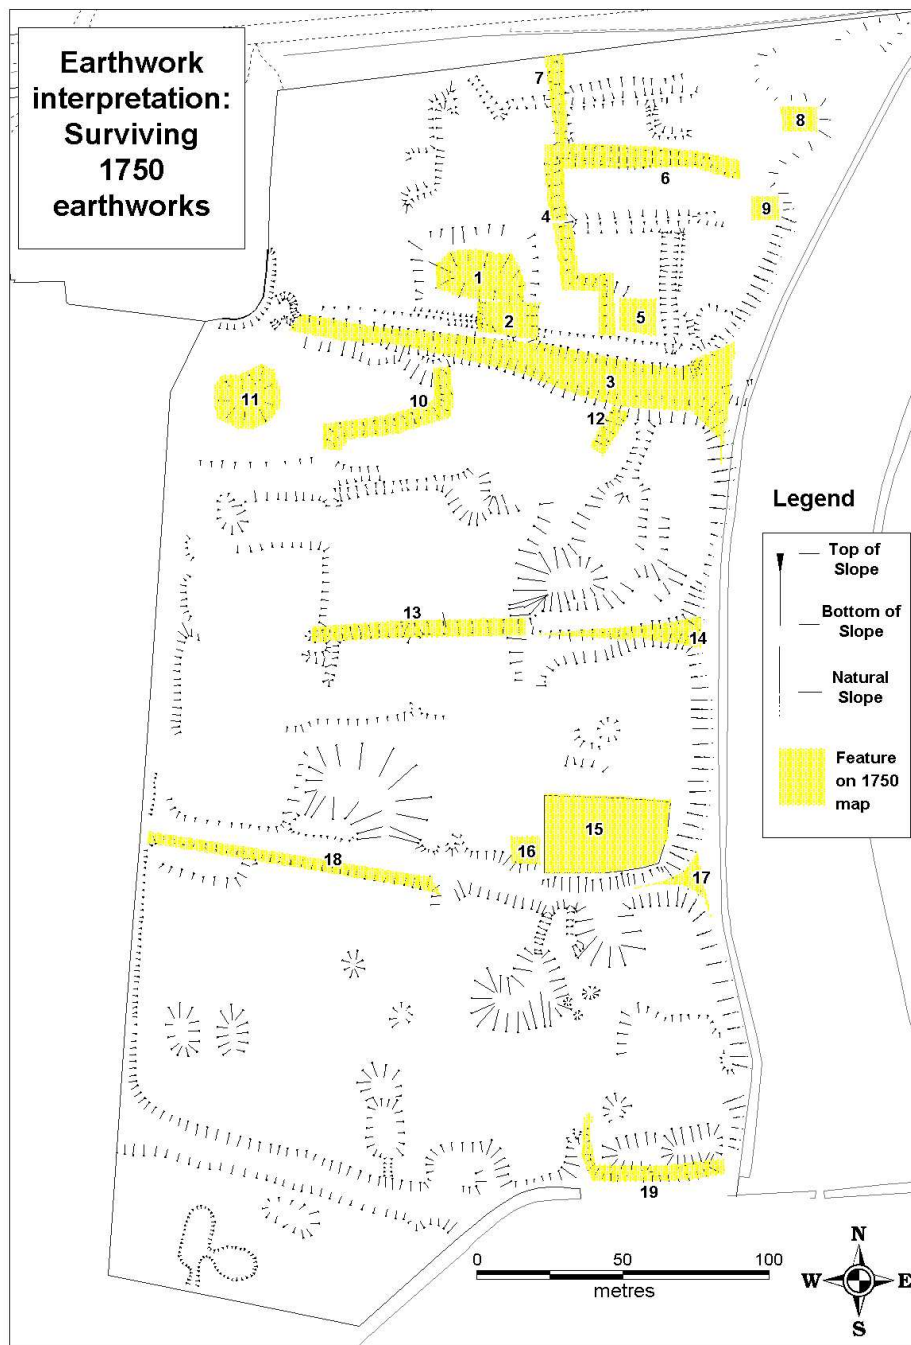 Earthwork
interpretation:
Surviving
1750
earthworks
7
8
6
9
4
1
2
5
3
10
11
12
Legend
Top of
Slope
Bottom of
Slope
Natural
Slope
Feature
on 1750
map
13
14
15
16
17
18
19
0 50 100
metres
N
W E
S